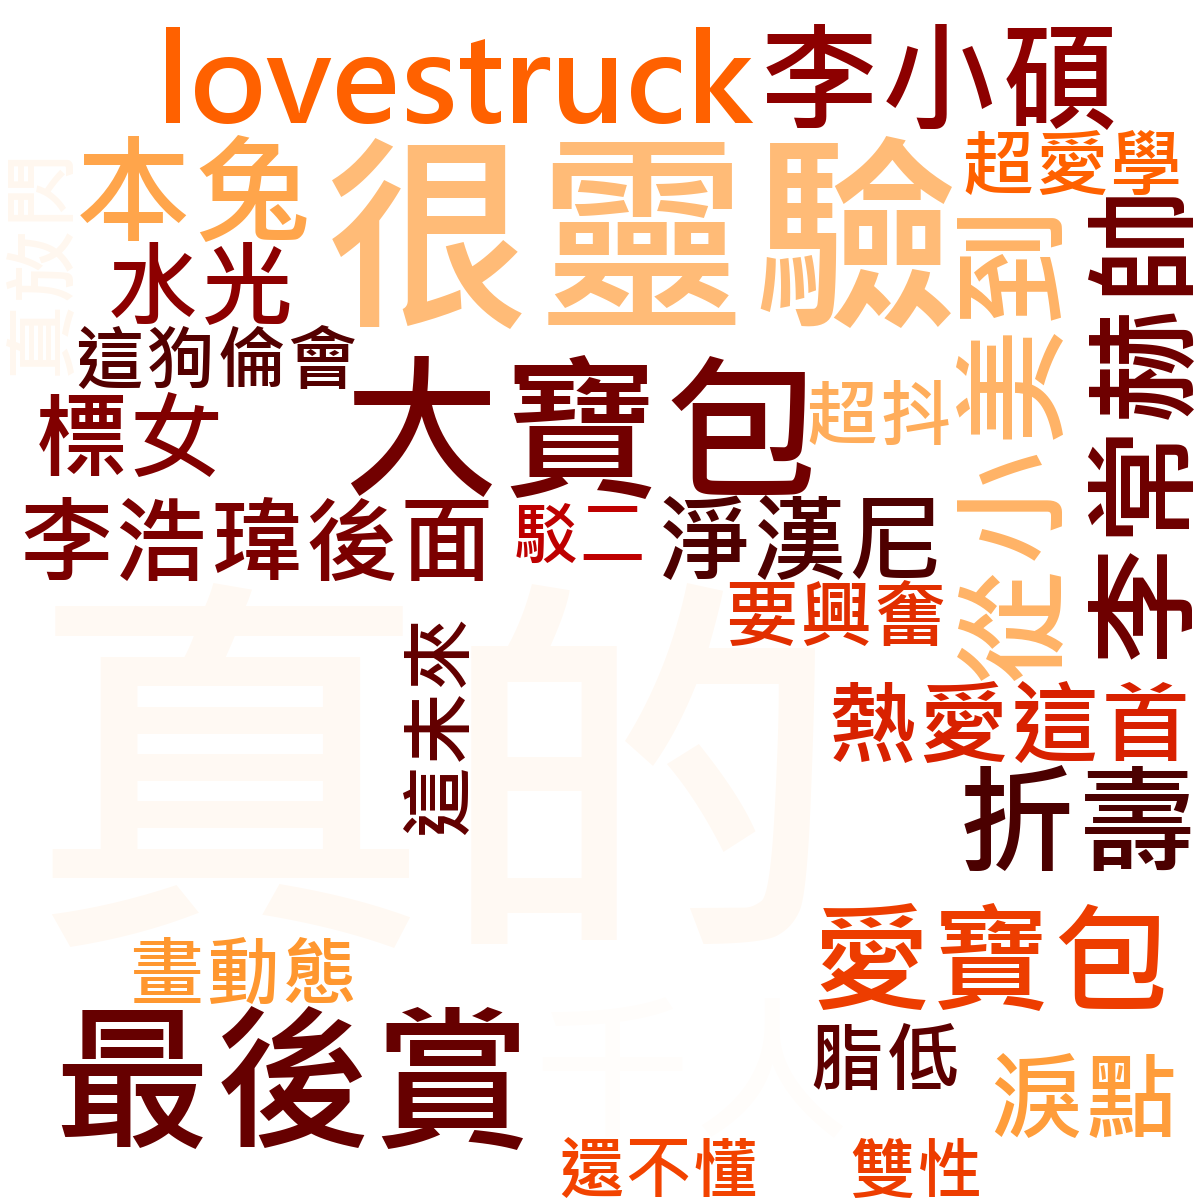 lovestruck
李小碩
超愛學
本兔
很靈驗
真放閃
水光
從小美到
李常赫帥
這狗倫會
大寶包
超抖
標女
李浩瑋後面
駁二
淨漢尼
要興奮
真的
這未來
熱愛這首
折壽
愛寶包
畫動態
最後賞
千人
脂低
淚點
還不懂
雙性